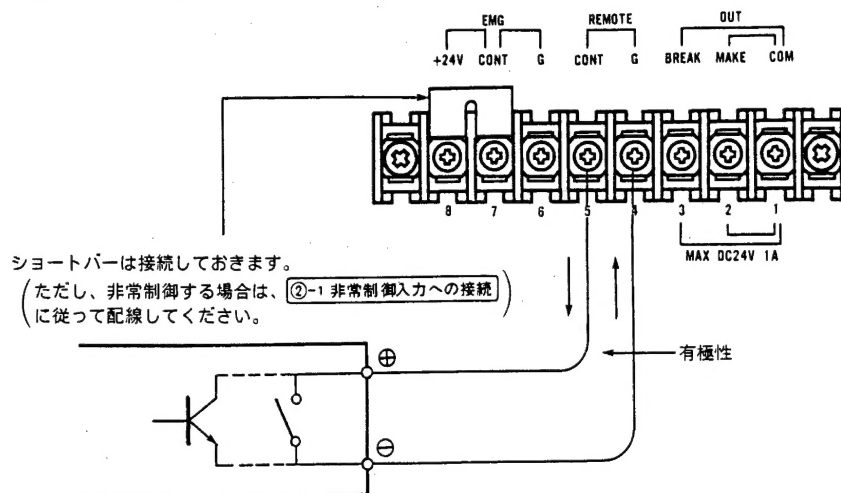 EMG REMOTE OUT
+24V CONT G CONT G BREAK MAKE COM
8 7 6 5 4 3 2 1
MAX DC24V 1A
ショートバーは接続しておきます。
(ただし、非常制御する場合は、②-1 非常制御入力への接続
に従って配線してください。)
有極性
⊕
⊖